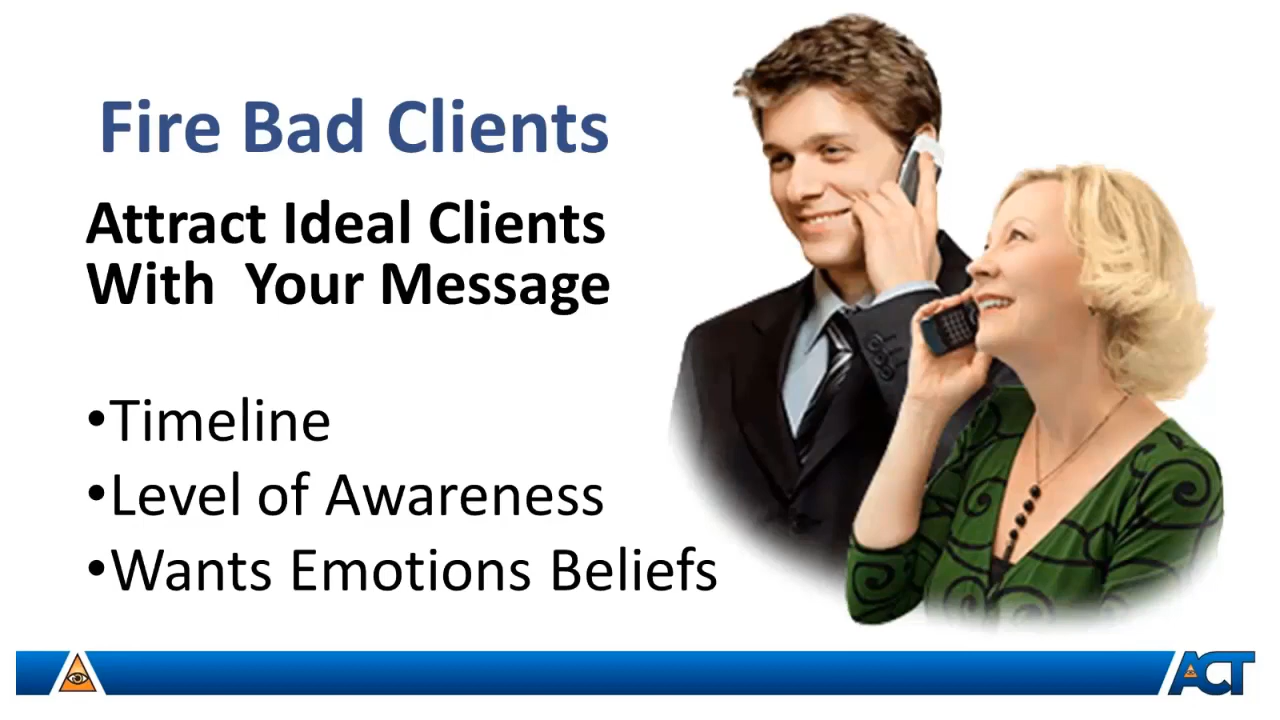 Fire Bad Clients
Attract Ideal Clients
With  Your Message
•Timeline
•Level of Awareness
•Wants Emotions Beliefs
ACT